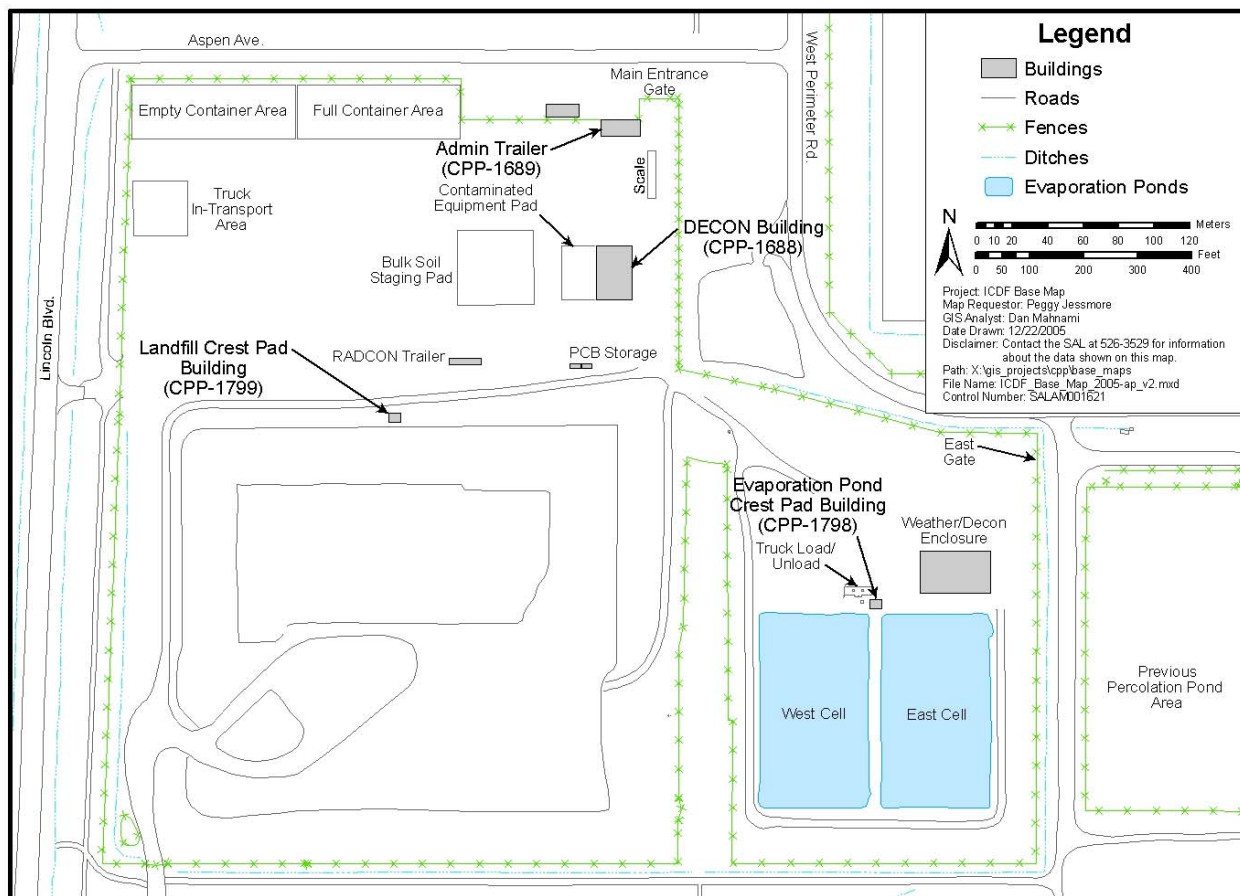 Aspen Ave.
Main Entrance
Gate
West Perimeter Rd.
Empty Container Area
Full Container Area
Admin Trailer
(CPP-1689)
Contaminated
Equipment Pad
Scale
Truck
In-Transport
Area
DECON Building
(CPP-1688)
Bulk Soil
Staging Pad
Lincoln Blvd.
Landfill Crest Pad
Building
(CPP-1799)
RADCON Trailer
PCB Storage
East
Gate
Evaporation Pond
Crest Pad Building
(CPP-1798)
Weather/Decon
Enclosure
Truck Load/
Unload
West Cell
East Cell
Previous
Percolation Pond
Area
Legend
Buildings
Roads
Fences
Ditches
Evaporation Ponds
N
Meters
0 10 20 40 60 80 100 120
Feet
0 50 100 200 300 400
Project: ICDF Base Map
Map Requestor: Peggy Jessmore
GIS Analyst: Dan Mahnami
Date Drawn: 12/22/2005
Disclaimer: Contact the SAL at 526-3529 for information
about the data shown on this map.
Path: X:\gis_projects\cpp\base_maps
File Name: ICDF_Base_Map_2005-ap_v2.mxd
Control Number: SALAM001621